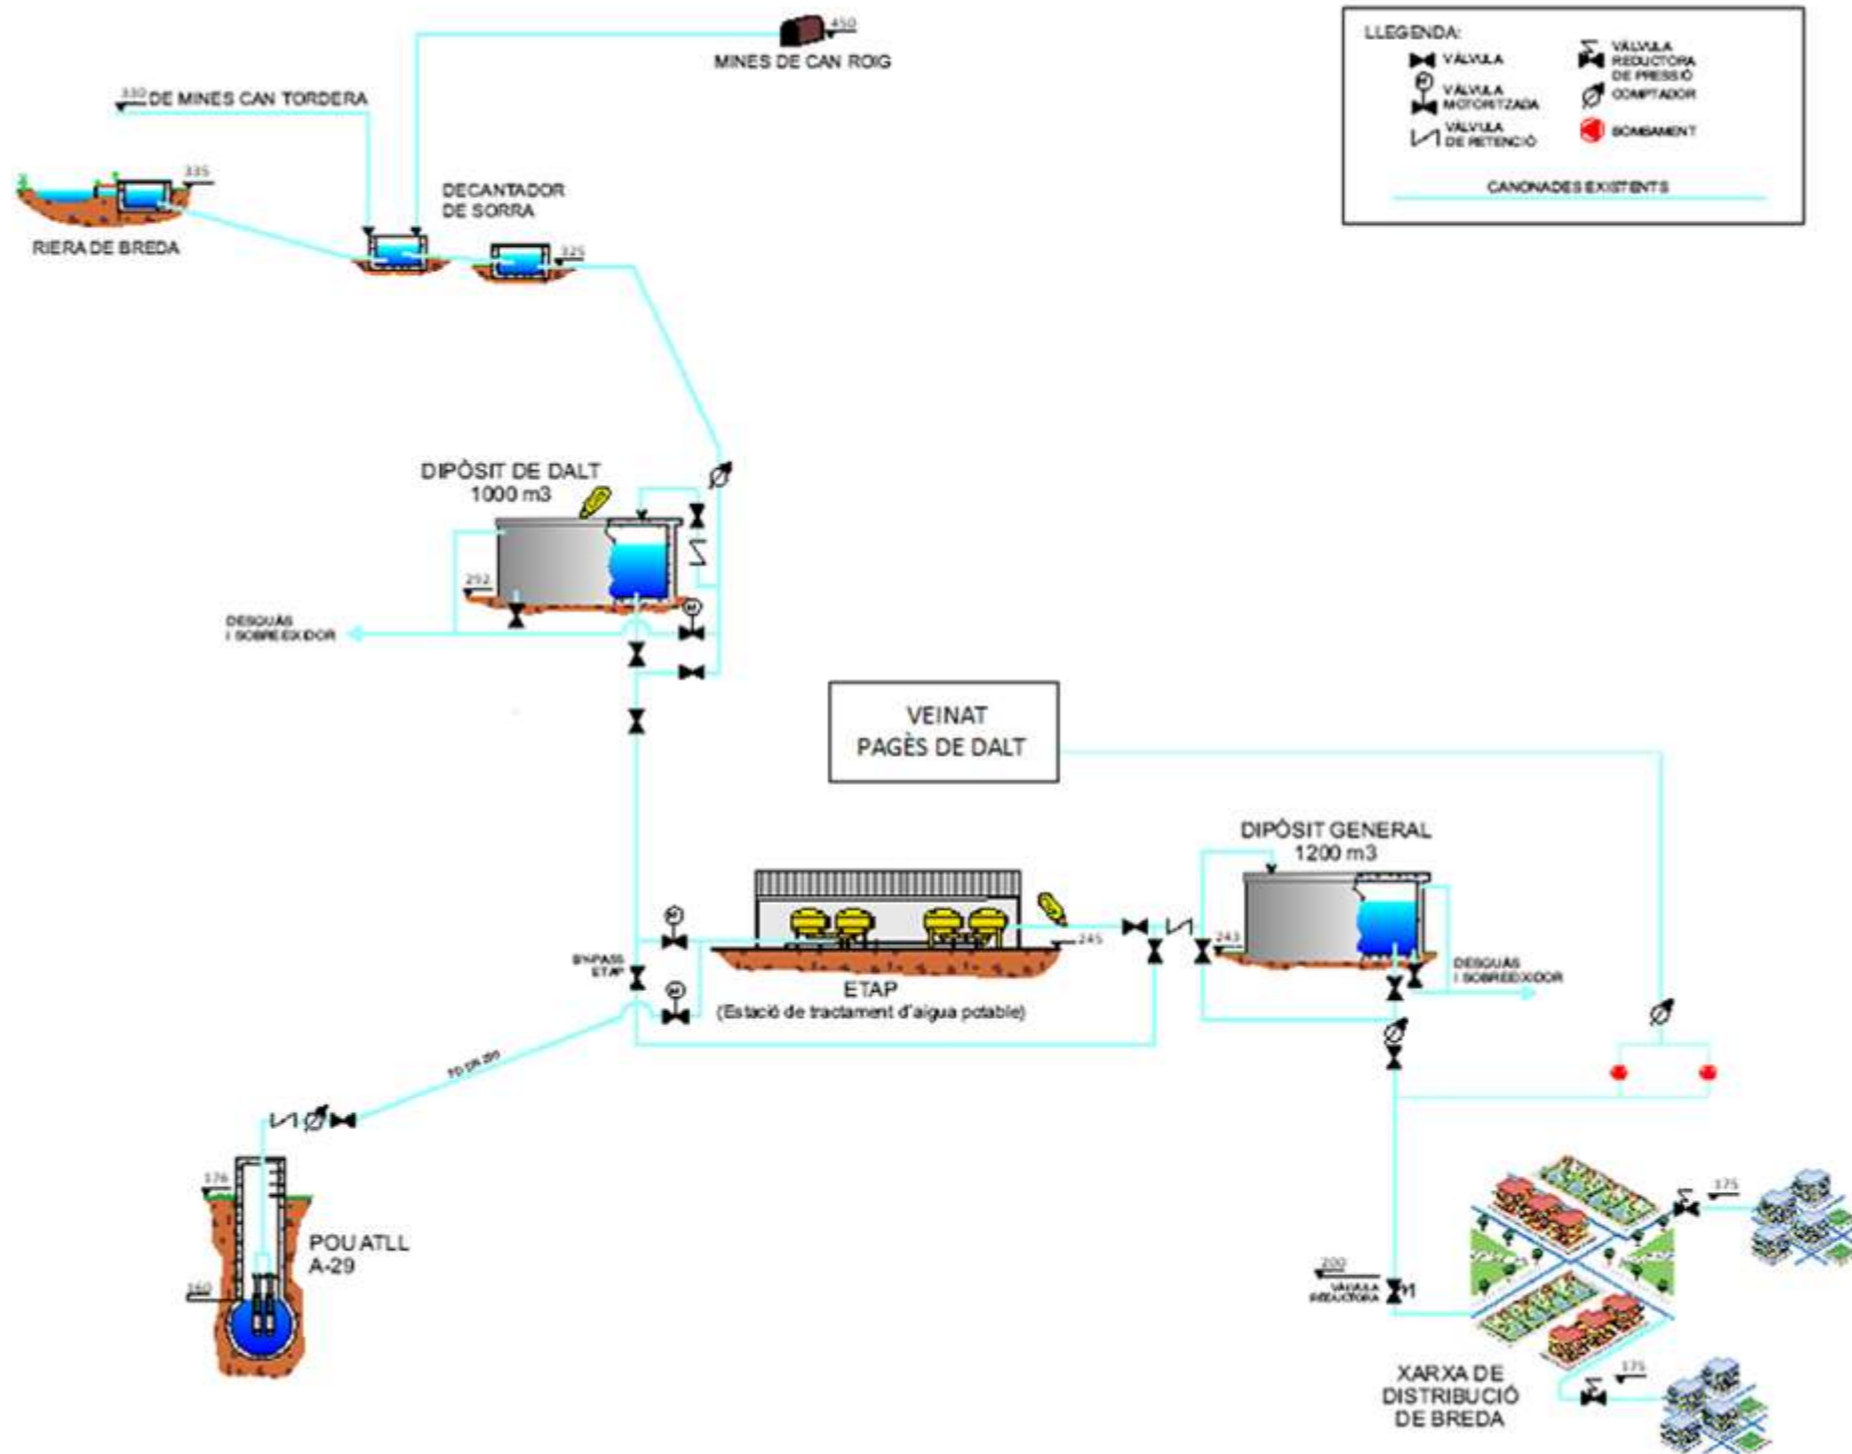 450
MINES DE CAN ROIG
330 DE MINES CAN TORDERA
335
RIERA DE BREDA
DECANTADOR
DE SORRA
325
LLEGENDA:
VÀLVULA
M
VÀLVULA
MOTORITZADA
VÀLVULA
DE RETENCIÓ
VÀLVULA
REDUCTORA
DE PRESSIÓ
COMPTADOR
BOMBAMENT
CANONADES EXISTENTS
DIPÒSIT DE DALT
1000 m3
292
M
DESGUÀS
I SOBREEIXIDOR
VEINAT
PAGÈS DE DALT
DIPÒSIT GENERAL
1200 m3
243
DESGUÀS
I SOBREEIXIDOR
M
BY-PASS
ETAP
M
245
ETAP
(Estació de tractament d'aigua potable)
176
POU ATLL
A-29
160
200
VÀLVULA
REDUCTORA
175
175
XARXA DE
DISTRIBUCIÓ
DE BREDA